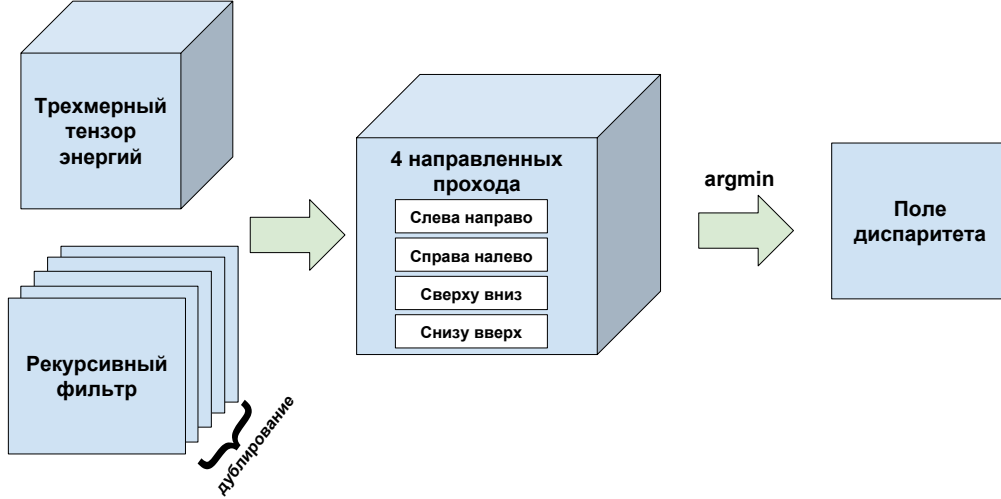 Трехмерный
тензор
энергий
Рекурсивный
фильтр
дублирование
4 направленных
прохода
Слева направо
Справа налево
Сверху вниз
Снизу вверх
argmin
Поле
диспаритета